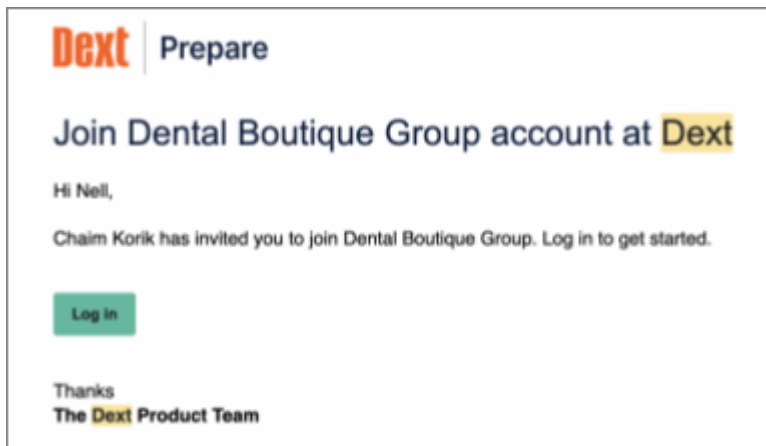 Dext | Prepare
Join Dental Boutique Group account at Dext
Hi Nell,
Chaim Korik has invited you to join Dental Boutique Group. Log in to get started.
Log in
Thanks
The Dext Product Team